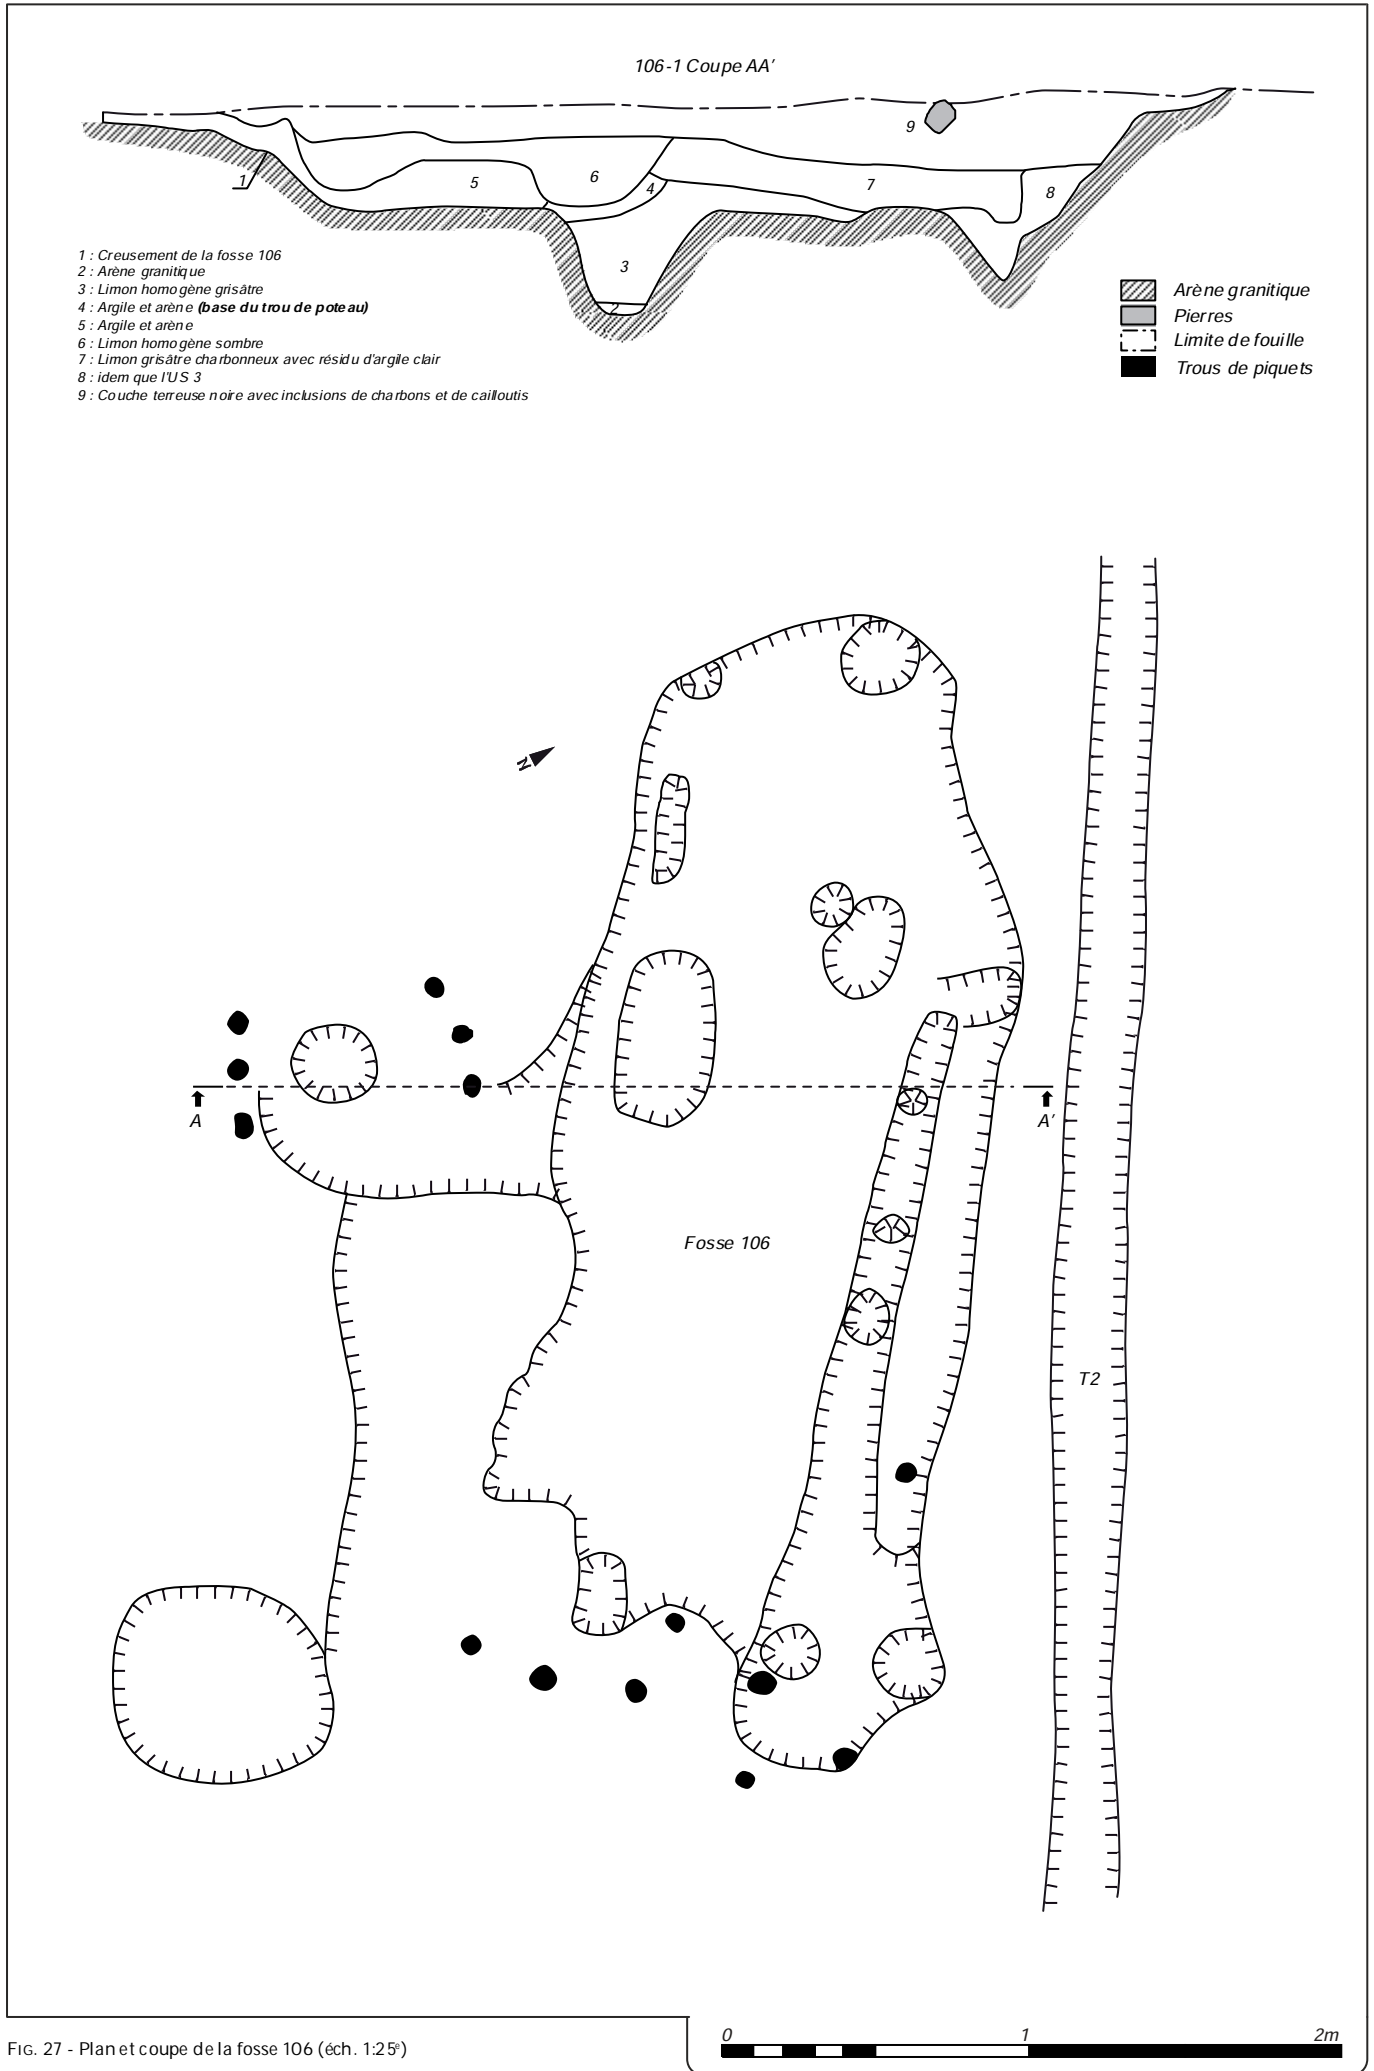 106-1 Coupe AA'
9
1
5
6
4
7
8
3
2
1 : Creusement de la fosse 106
2 : Arène granitique
3 : Limon homogène grisâtre
4 : Argile et arène (base du trou de poteau)
5 : Argile et arène
6 : Limon homogène sombre
7 : Limon grisâtre charbonneux avec résidu d'argile clair
8 : idem que l'US 3
9 : Couche terreuse noire avec inclusions de charbons et de cailloutis
Arène granitique
Pierres
Limite de fouille
Trous de piquets
N
A
A'
Fosse 106
T2
0 1 2m
FIG. 27 - Plan et coupe de la fosse 106 (éch. 1:25e)